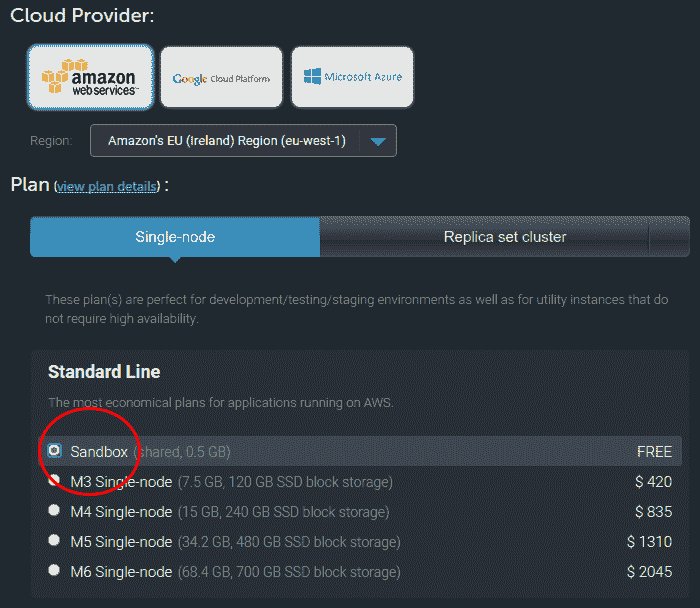 Cloud Provider:
amazon
webservices™
Google Cloud Platform
Microsoft Azure
Region: Amazon's EU (Ireland) Region (eu-west-1)
Plan (view plan details) :
Single-node
Replica set cluster
These plan(s) are perfect for development/testing/staging environments as well as for utility instances that do
not require high availability.
Standard Line
The most economical plans for applications running on AWS.
Sandbox (shared, 0.5 GB) FREE
M3 Single-node (7.5 GB, 120 GB SSD block storage) $ 420
M4 Single-node (15 GB, 240 GB SSD block storage) $ 835
M5 Single-node (34.2 GB, 480 GB SSD block storage) $ 1310
M6 Single-node (68.4 GB, 700 GB SSD block storage) $ 2045